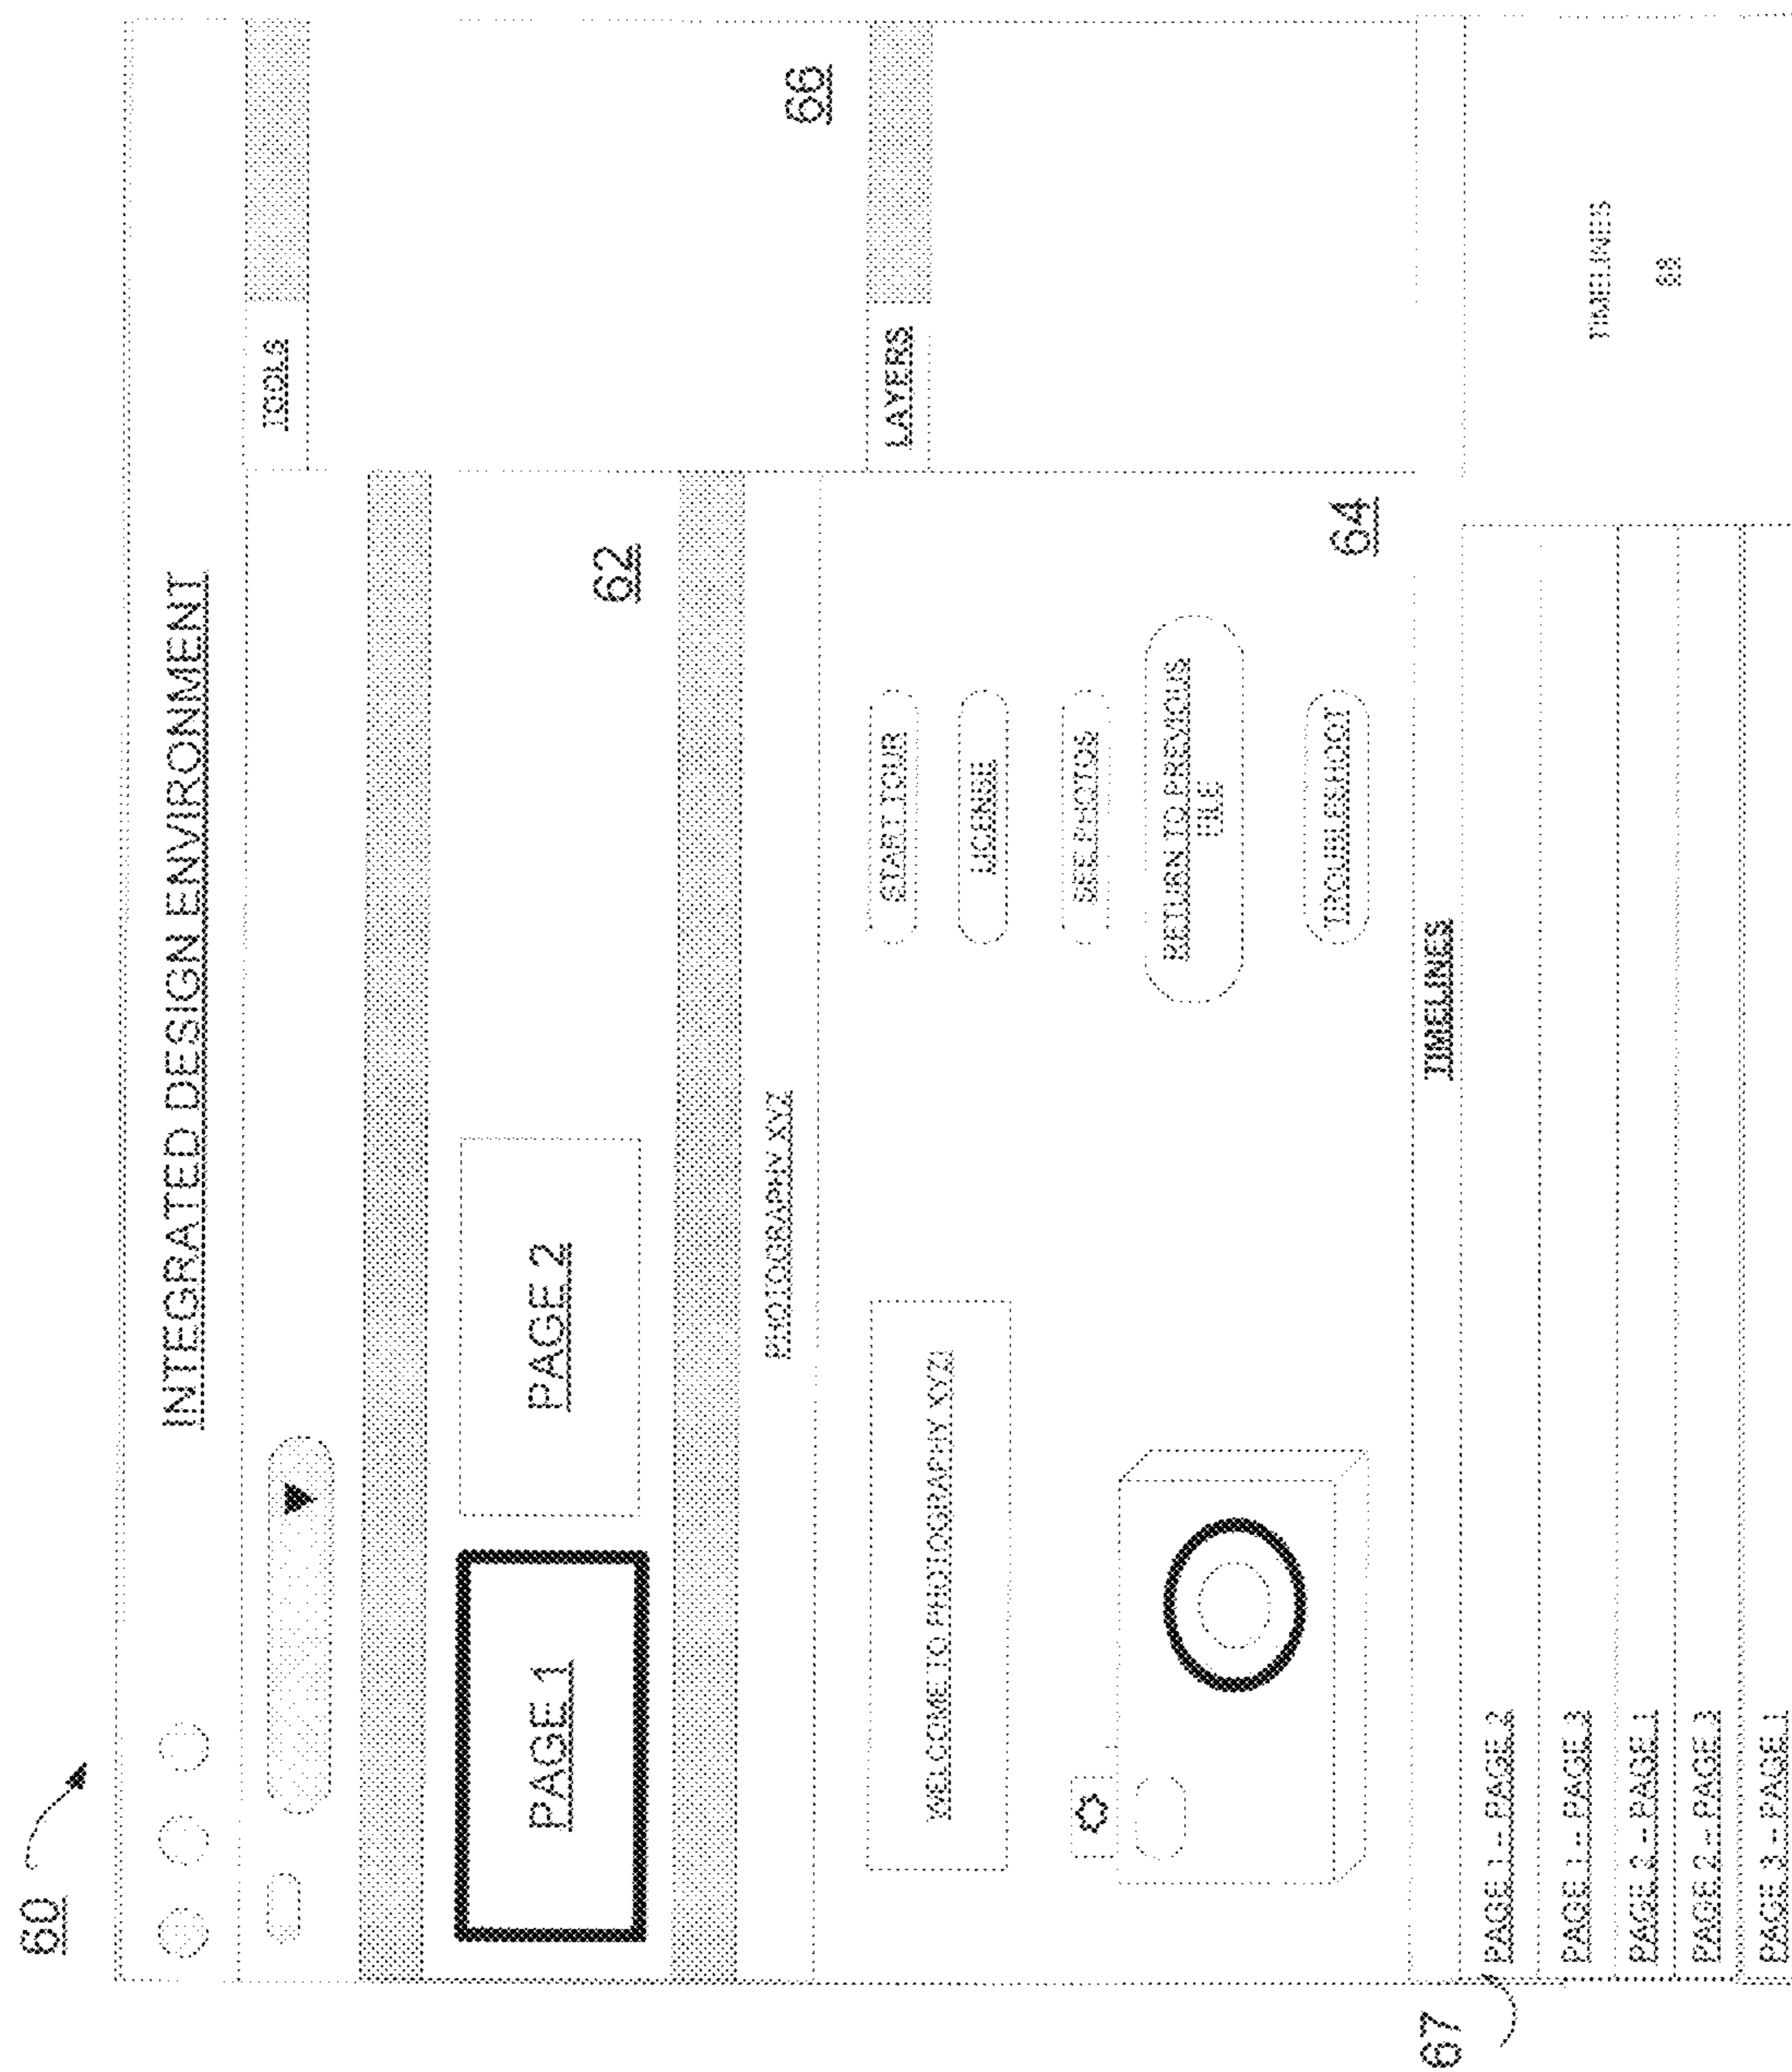 60
INTEGRATED DESIGN ENVIRONMENT
TOOLS
PAGE 1
PAGE 2
62
66
PHOTOGRAPHY XYZ
LAYERS
WELCOME TO PHOTOGRAPHY XYZ!
START TOUR
LICENSE
SEE PHOTOS
RETURN TO PREVIOUS
FILE
TROUBLESHOOT
64
TIMELINES
67
PAGE 1 -- PAGE 2
PAGE 1 -- PAGE 3
PAGE 2 -- PAGE 1
PAGE 2 -- PAGE 3
PAGE 3 -- PAGE 1
TIMELINES
68